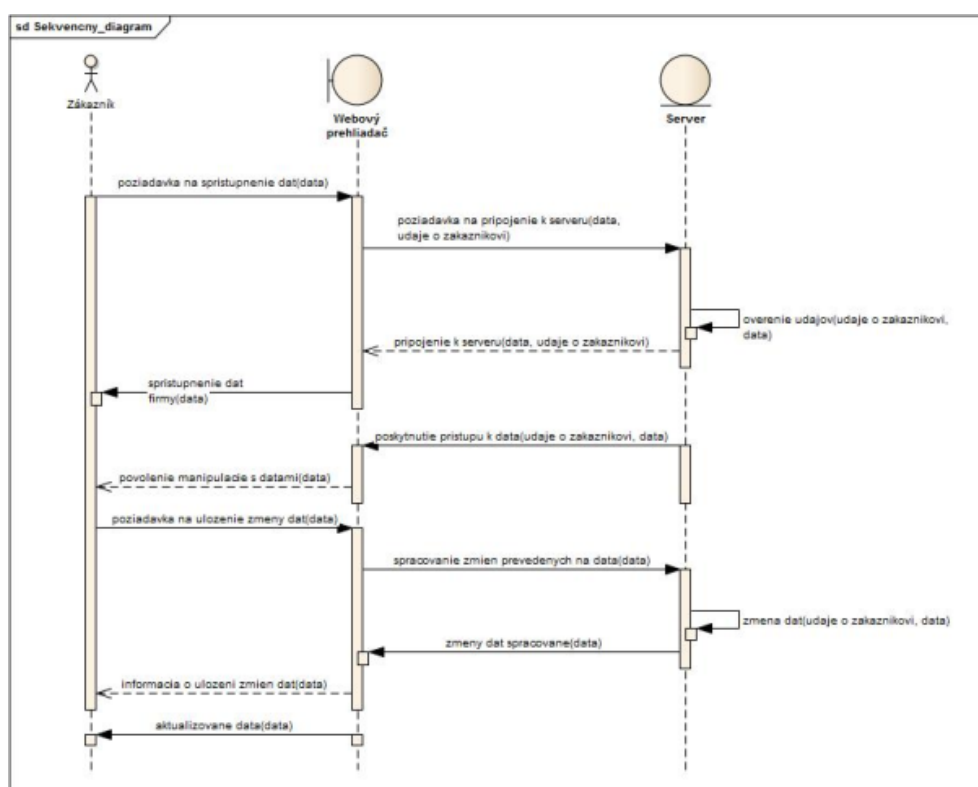 sd Sekvencny_diagram
Zákazník
Webový
prehliadač
Server
poziadavka na spristupnenie dat(data)
poziadavka na pripojenie k serveru(data,
udaje o zakaznikovi)
overenie udajov(udaje o zakaznikovi,
data)
pripojenie k serveru(data, udaje o zakaznikovi)
spristupnenie dat
firmy(data)
poskytnutie pristupu k data(udaje o zakaznikovi, data)
povolenie manipulacie s datami(data)
poziadavka na ulozenie zmeny dat(data)
spracovanie zmien prevedenych na data(data)
zmena dat(udaje o zakaznikovi, data)
zmeny dat spracovane(data)
informacia o ulozeni zmien dat(data)
aktualizovane data(data)